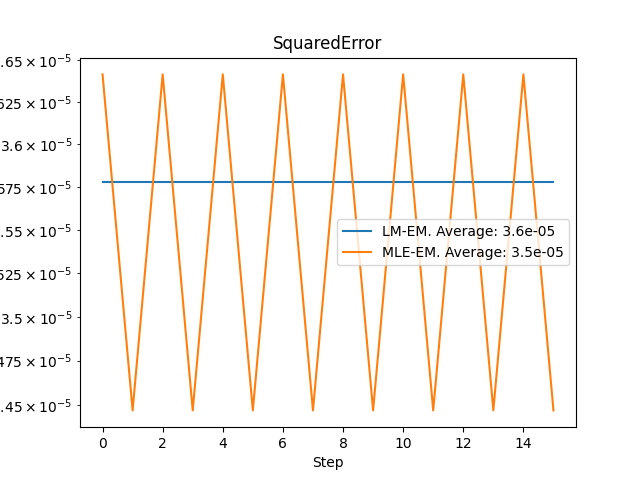 SquaredError
.65 × 10⁻⁵
625 × 10⁻⁵
3.6 × 10⁻⁵
575 × 10⁻⁵
.55 × 10⁻⁵
525 × 10⁻⁵
3.5 × 10⁻⁵
475 × 10⁻⁵
.45 × 10⁻⁵
LM-EM. Average: 3.6e-05
MLE-EM. Average: 3.5e-05
0 2 4 6 8 10 12 14
Step